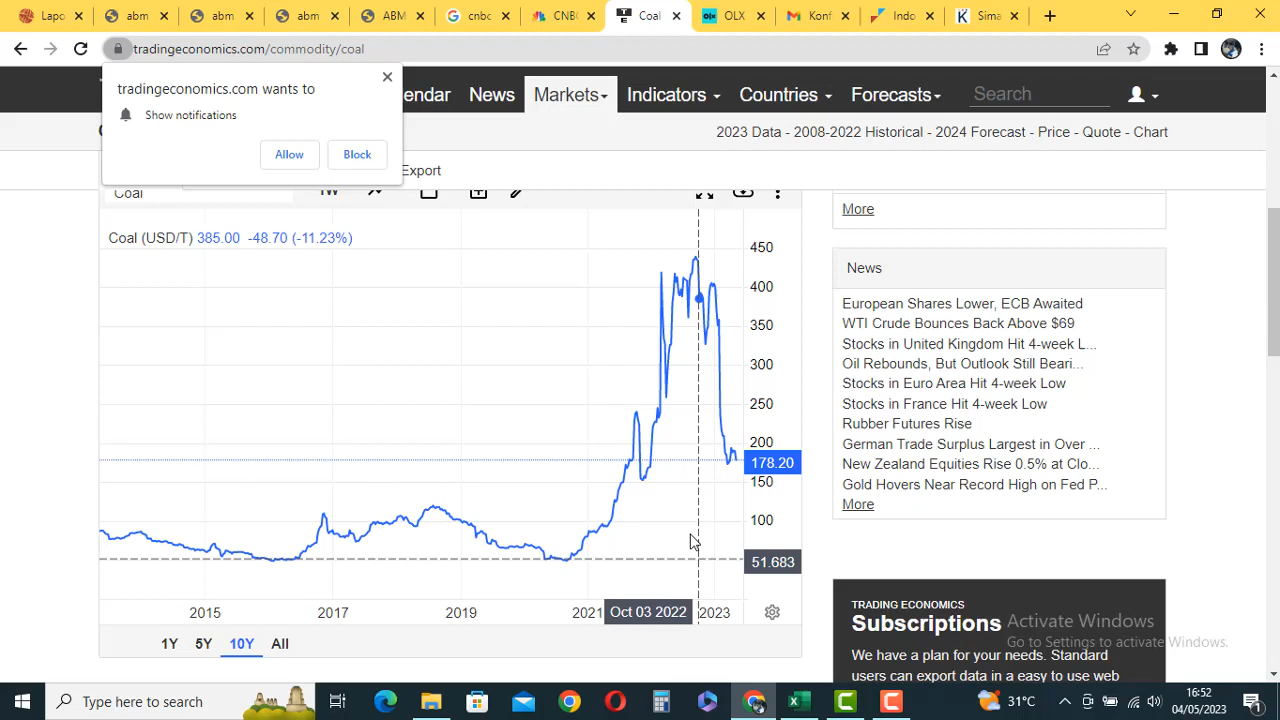 Lapo
abm
abm
abm
ABM
cnbc
CNBC
Coal
OLX
Konf
Indo
Sima
tradingeconomics.com/commodity/coal
tradingeconomics.com wants to
Show notifications
Allow
Block
endar
News
Markets
Indicators
Countries
Forecasts
Search
2023 Data - 2008-2022 Historical - 2024 Forecast - Price - Quote - Chart
Export
Coal
1W
More
Coal (USD/T) 385.00 -48.70 (-11.23%)
450
400
350
300
250
200
178.20
150
100
51.683
2015
2017
2019
2021
Oct 03 2022
2023
1Y
5Y
10Y
All
News
European Shares Lower, ECB Awaited
WTI Crude Bounces Back Above $69
Stocks in United Kingdom Hit 4-week L...
Oil Rebounds, But Outlook Still Beari...
Stocks in Euro Area Hit 4-week Low
Stocks in France Hit 4-week Low
Rubber Futures Rise
German Trade Surplus Largest in Over ...
New Zealand Equities Rise 0.5% at Clo...
Gold Hovers Near Record High on Fed P...
More
TRADING ECONOMICS
Subscriptions
We have a plan for your needs. Standard
users can export data in a easy to use web
Activate Windows
Go to Settings to activate Windows.
Type here to search
31°C
16:52
04/05/2023
1